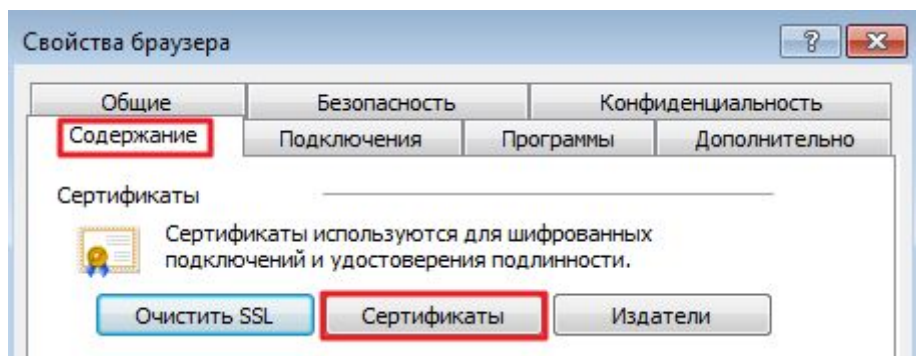 Свойства браузера
Общие Безопасность Конфиденциальность
Содержание Подключения Программы Дополнительно
Сертификаты
Сертификаты используются для шифрованных
подключений и удостоверения подлинности.
Очистить SSL Сертификаты Издатели